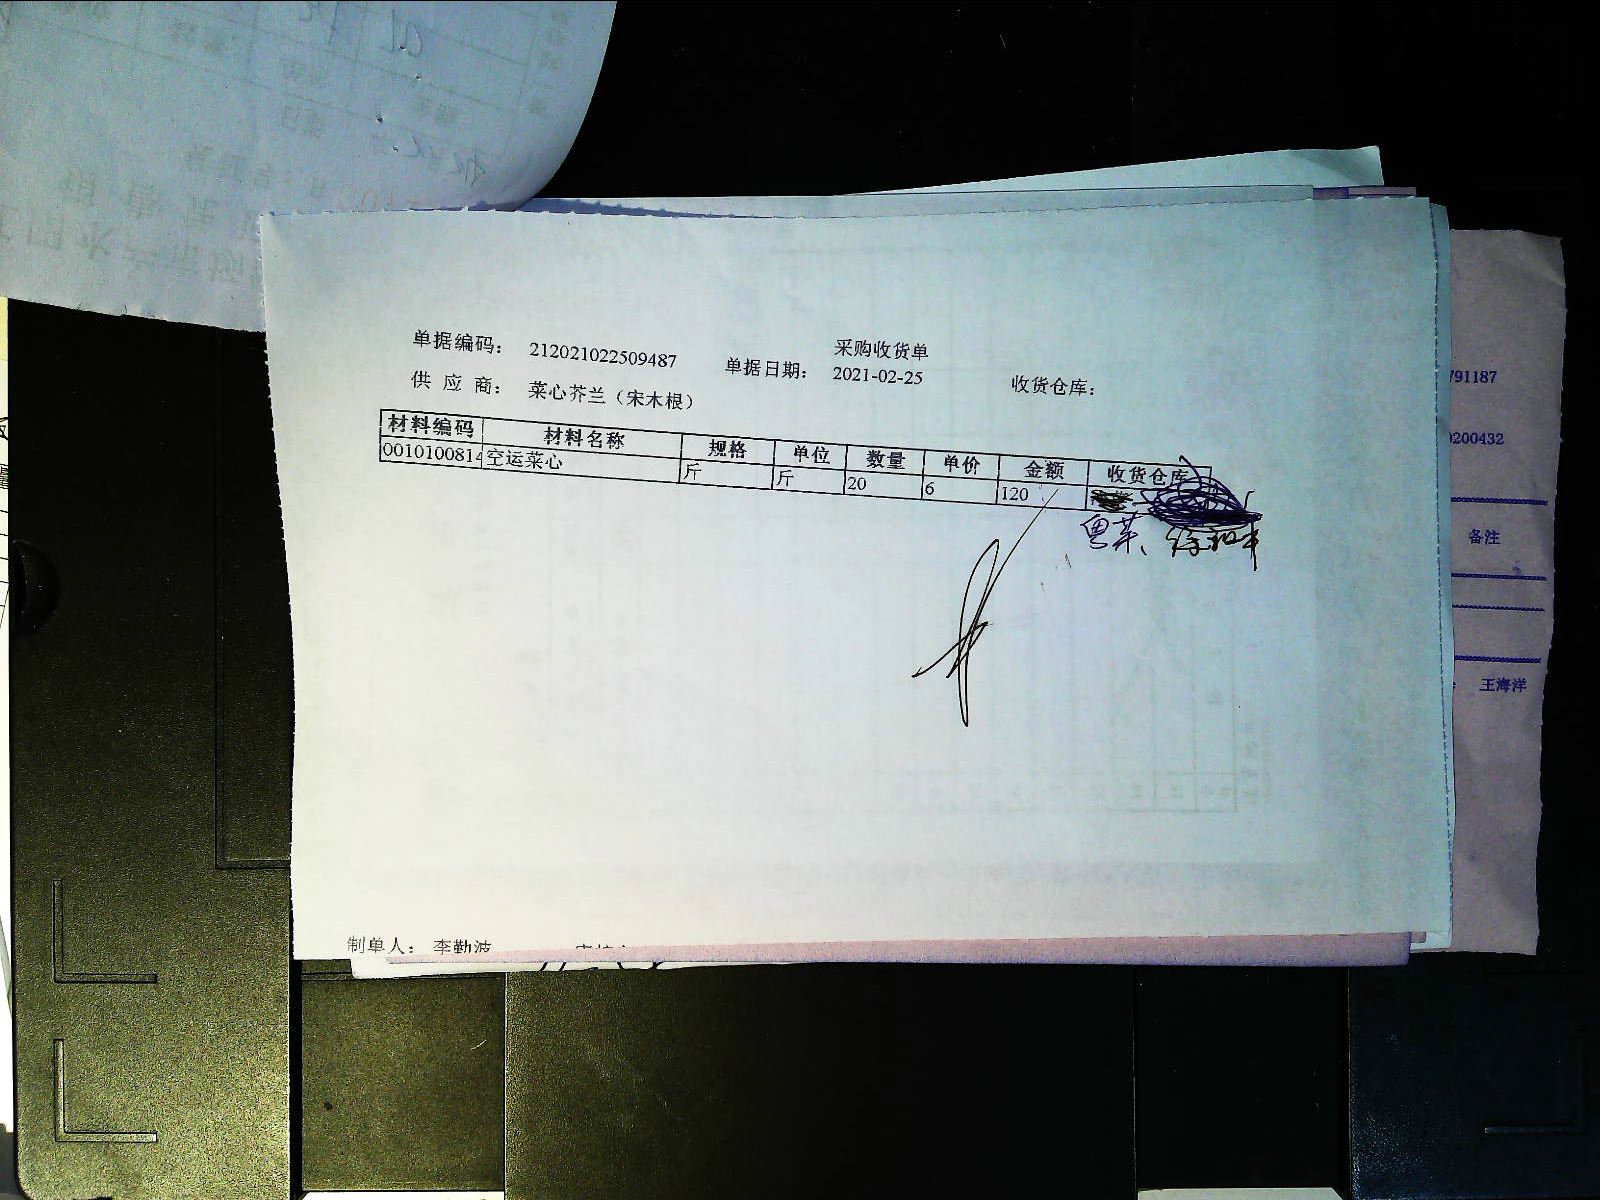 采购收货单
单据编码： 212021022509487 单据日期： 2021-02-25 收货仓库：
供 应 商： 菜心芥兰（宋木根）
材料编码 材料名称 规格 单位 数量 单价 金额 收货仓库
0010100814 空运菜心 斤 斤 20 6 120
粤菜、
制单人： 李勤波
791187
0200432
备注
王海洋